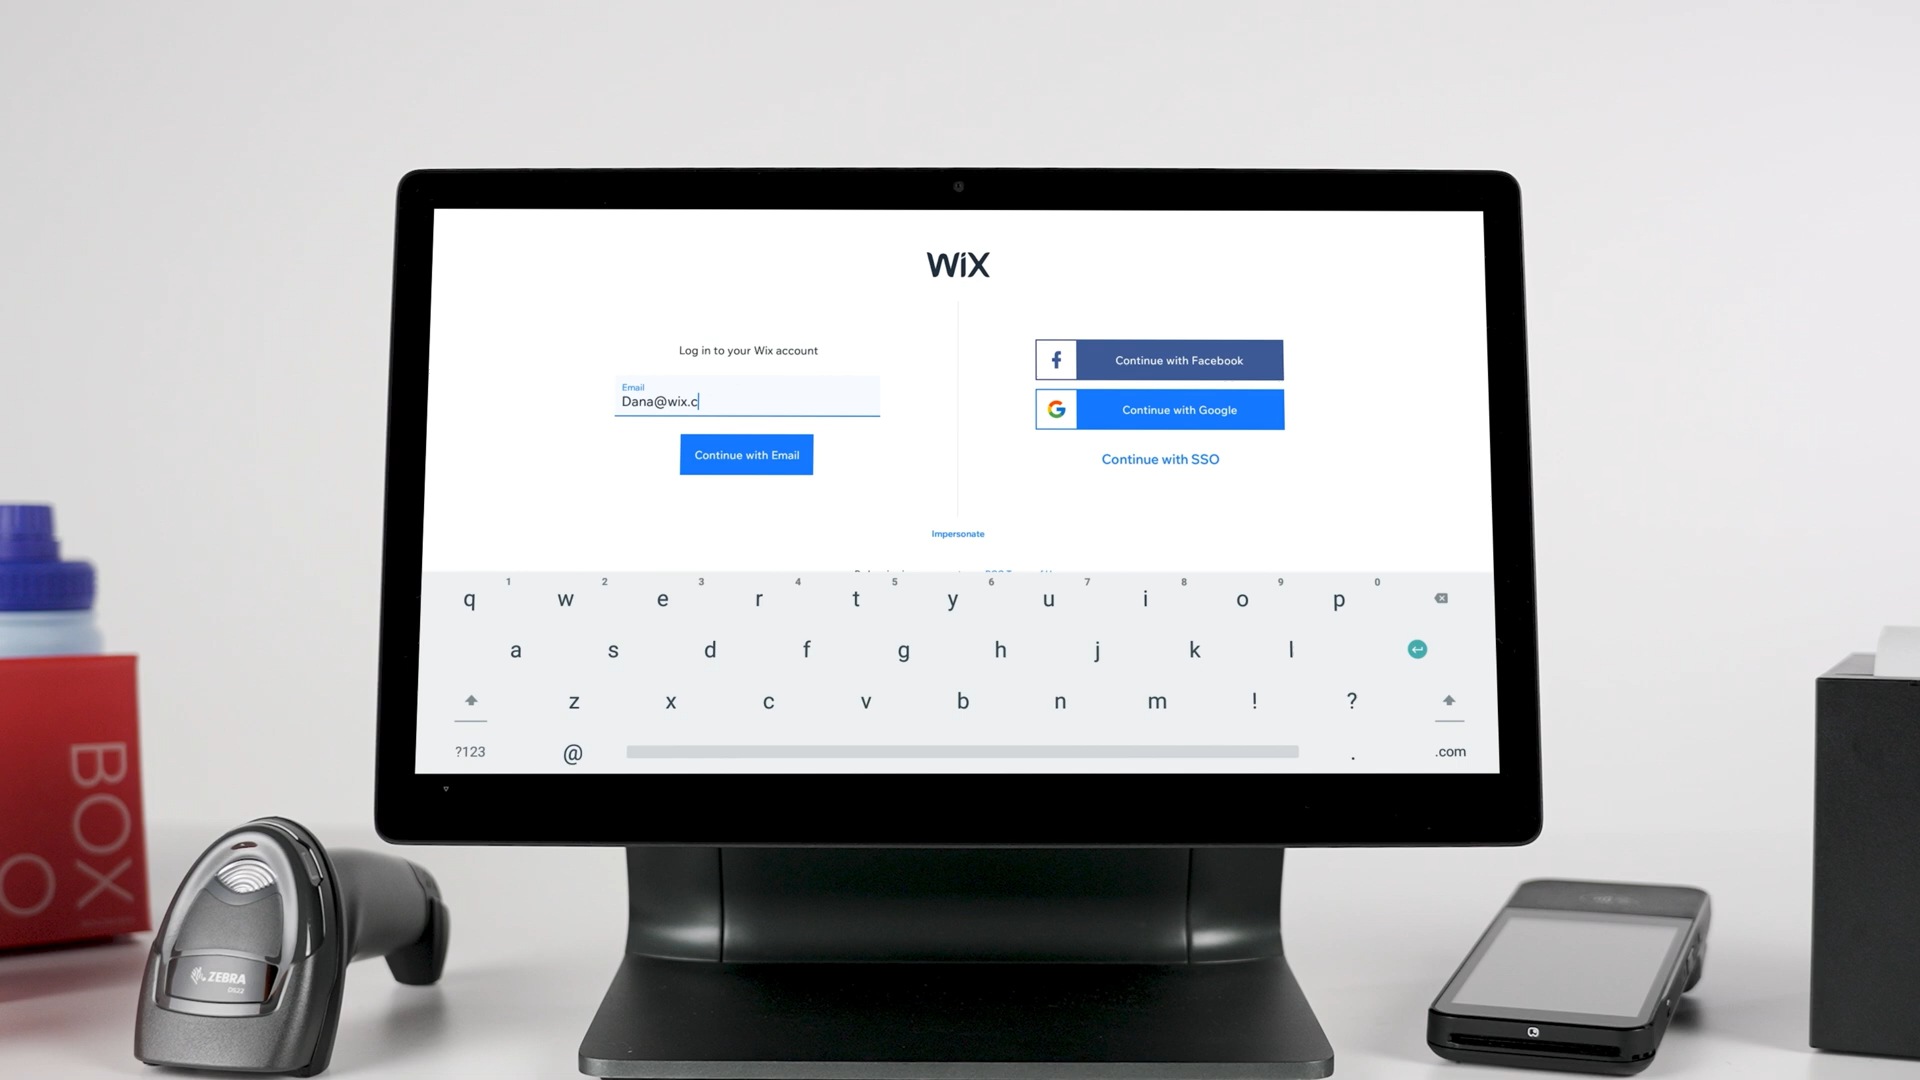 WiX
Log in to your Wix account
Email
Dana@wix.c
Continue with Email
Continue with Facebook
Continue with Google
Continue with SSO
Impersonate
1 2 3 4 5 6 7 8 9 0
q w e r t y u i o p
a s d f g h j k l
z x c v b n m ! ?
?123 @ . .com
BOX
O
ZEBRA
DS22